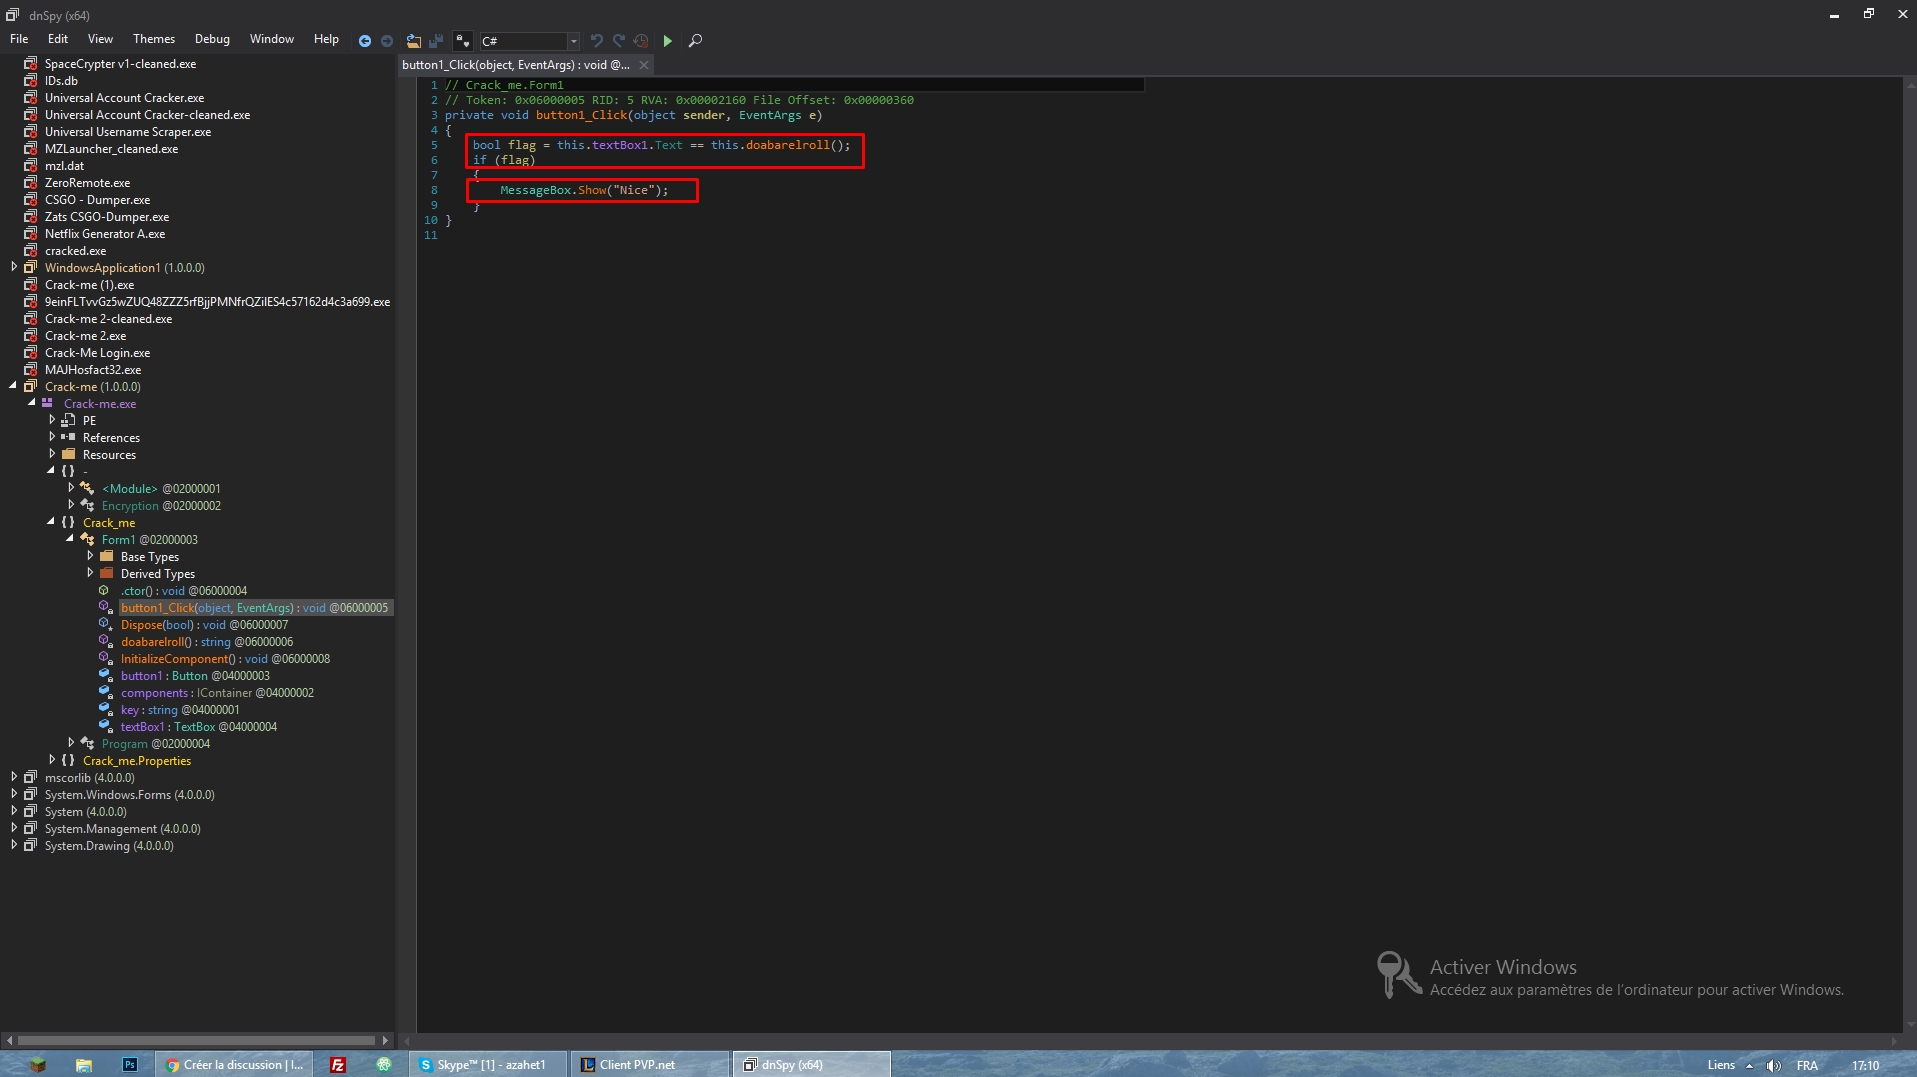 dnSpy (x64)
File Edit View Themes Debug Window Help C#
SpaceCrypter v1-cleaned.exe
IDs.db
Universal Account Cracker.exe
Universal Account Cracker-cleaned.exe
Universal Username Scraper.exe
MZLauncher_cleaned.exe
mzl.dat
ZeroRemote.exe
CSGO - Dumper.exe
Zats CSGO-Dumper.exe
Netflix Generator A.exe
cracked.exe
WindowsApplication1 (1.0.0.0)
Crack-me (1).exe
9einFLTvvGz5wZUQ48ZZZ5rfBjjPMNfrQZilES4c57162d4c3a699.exe
Crack-me 2-cleaned.exe
Crack-me 2.exe
Crack-Me Login.exe
MAJHosfact32.exe
Crack-me (1.0.0.0)
Crack-me.exe
PE
References
Resources
{ } -
<Module> @02000001
Encryption @02000002
{ } Crack_me
Form1 @02000003
Base Types
Derived Types
.ctor() : void @06000004
button1_Click(object, EventArgs) : void @06000005
Dispose(bool) : void @06000007
doabarelroll() : string @06000006
InitializeComponent() : void @06000008
button1 : Button @04000003
components : IContainer @04000002
key : string @04000001
textBox1 : TextBox @04000004
Program @02000004
{ } Crack_me.Properties
mscorlib (4.0.0.0)
System.Windows.Forms (4.0.0.0)
System (4.0.0.0)
System.Management (4.0.0.0)
System.Drawing (4.0.0.0)
button1_Click(object, EventArgs) : void @...
1 // Crack_me.Form1
2 // Token: 0x06000005 RID: 5 RVA: 0x00002160 File Offset: 0x00000360
3 private void button1_Click(object sender, EventArgs e)
4 {
5 bool flag = this.textBox1.Text == this.doabarelroll();
6 if (flag)
7 {
8 MessageBox.Show("Nice");
9 }
10 }
11
Activer Windows
Accédez aux paramètres de l'ordinateur pour activer Windows.
Ps Créer la discussion | I... Fz Skype™ [1] - azahet1 Client PVP.net dnSpy (x64) Liens FRA 17:10